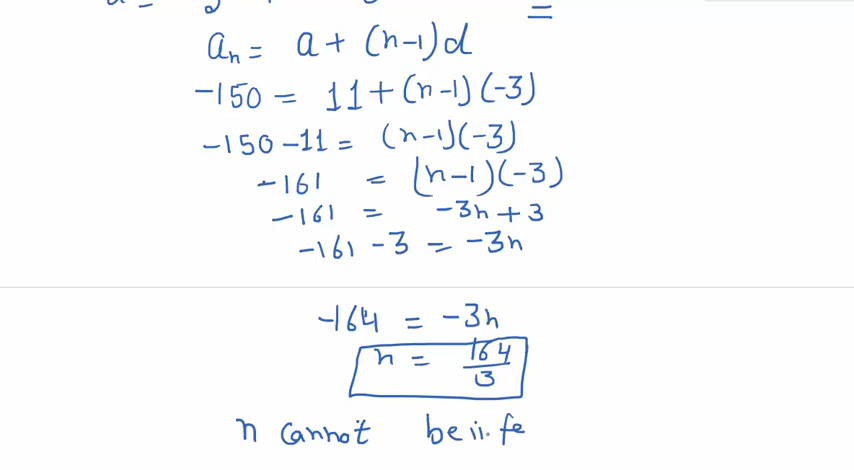 aₙ = a + (n-1)d
-150 = 11 + (n-1)(-3)
-150 - 11 = (n-1)(-3)
-161 = (n-1)(-3)
-161 = -3n + 3
-161 - 3 = -3n
-164 = -3n
n = 164/3
n cannot be